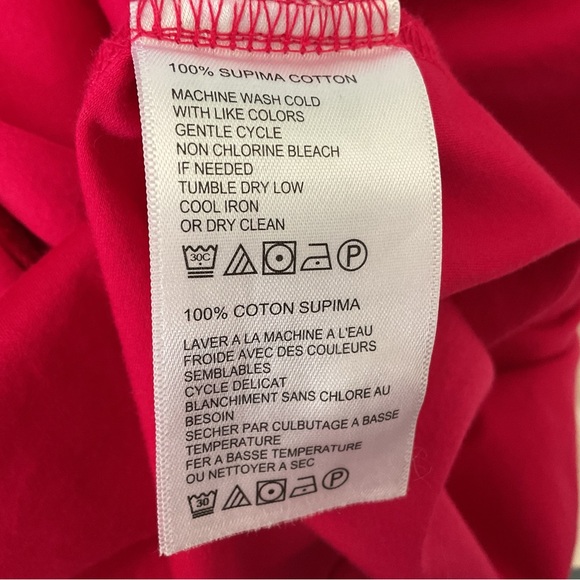 100% SUPIMA COTTON
MACHINE WASH COLD
WITH LIKE COLORS
GENTLE CYCLE
NON CHLORINE BLEACH
IF NEEDED
TUMBLE DRY LOW
COOL IRON
OR DRY CLEAN
30C P
100% COTON SUPIMA
LAVER A LA MACHINE A L'EAU
FROIDE AVEC DES COULEURS
SEMBLABLES
CYCLE DELICAT
BLANCHIMENT SANS CHLORE AU
BESOIN
SECHER PAR CULBUTAGE A BASSE
TEMPERATURE
FER A BASSE TEMPERATURE
OU NETTOYER A SEC
30 P